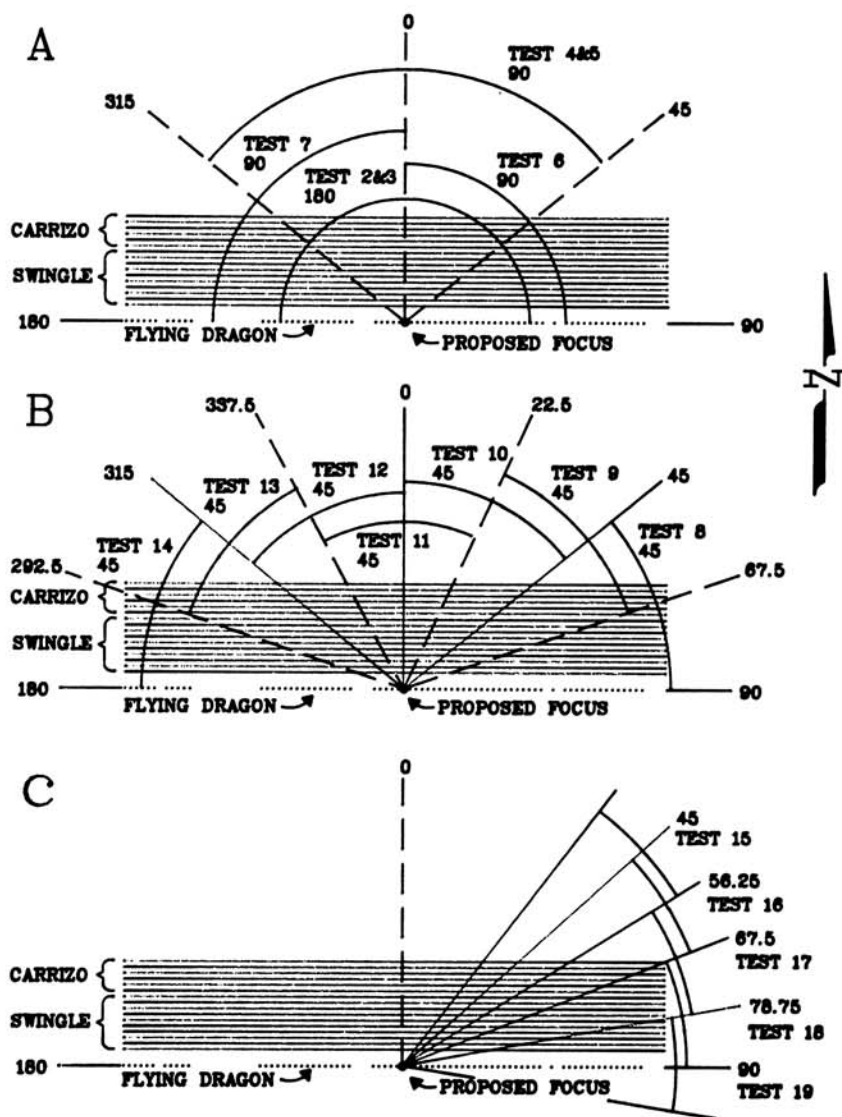 A
0
TEST 4&5
90
315
45
TEST 7
90
TEST 6
90
TEST 2&3
180
CARRIZO
SWINGLE
180
90
FLYING DRAGON
PROPOSED FOCUS
N
B
0
337.5
22.5
315
45
TEST 13
45
TEST 12
45
TEST 10
45
TEST 9
45
TEST 14
45
TEST 11
45
TEST 8
45
292.5
67.5
CARRIZO
SWINGLE
180
90
FLYING DRAGON
PROPOSED FOCUS
C
0
45
TEST 15
56.25
TEST 16
67.5
TEST 17
78.75
TEST 18
CARRIZO
SWINGLE
180
90
FLYING DRAGON
PROPOSED FOCUS
TEST 19